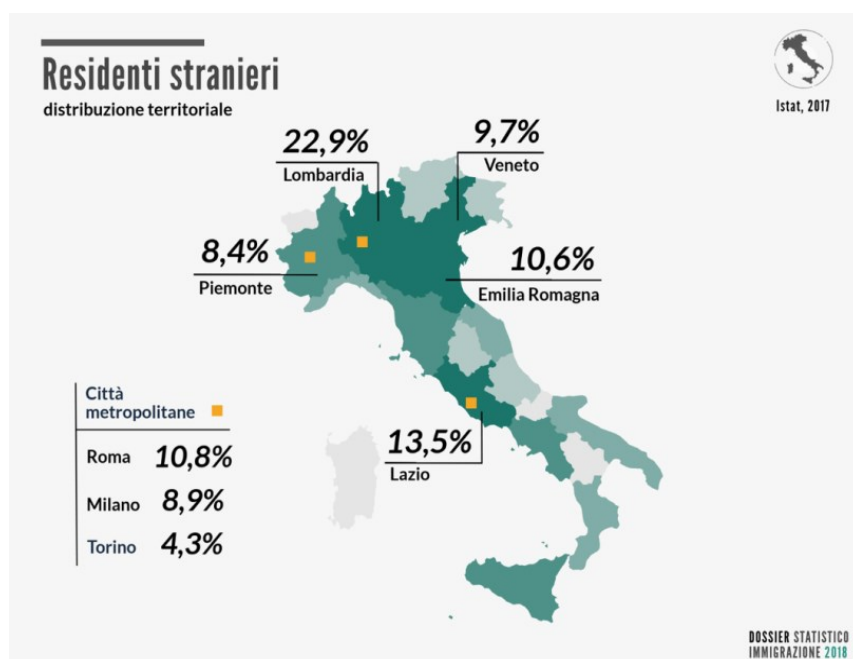 Residenti stranieri
distribuzione territoriale
Istat, 2017
22,9%
Lombardia
9,7%
Veneto
8,4%
Piemonte
10,6%
Emilia Romagna
13,5%
Lazio
Città
metropolitane
Roma 10,8%
Milano 8,9%
Torino 4,3%
DOSSIER STATISTICO
IMMIGRAZIONE 2018